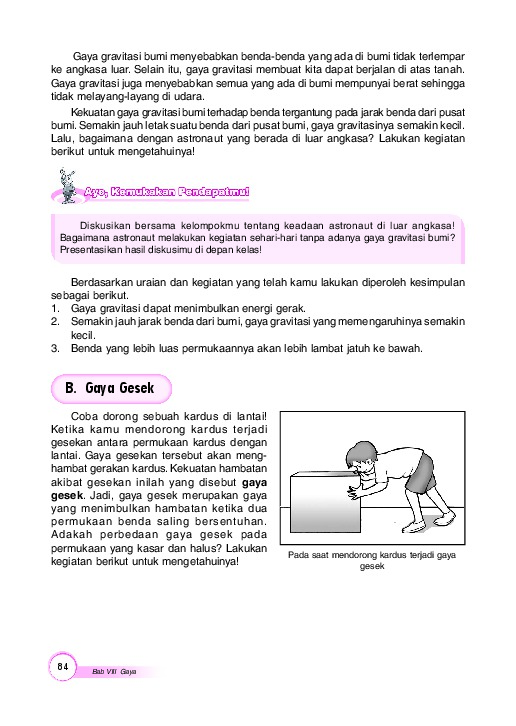 Gaya gravitasi bumi menyebabkan benda-benda yang ada di bumi tidak terlempar
ke angkasa luar. Selain itu, gaya gravitasi membuat kita dapat berjalan di atas tanah.
Gaya gravitasi juga menyebabkan semua yang ada di bumi mempunyai berat sehingga
tidak melayang-layang di udara.
Kekuatan gaya gravitasi bumi terhadap benda tergantung pada jarak benda dari pusat
bumi. Semakin jauh letak suatu benda dari pusat bumi, gaya gravitasinya semakin kecil.
Lalu, bagaimana dengan astronaut yang berada di luar angkasa? Lakukan kegiatan
berikut untuk mengetahuinya!
Ayo, Kemukakan Pendapatmu!
Diskusikan bersama kelompokmu tentang keadaan astronaut di luar angkasa!
Bagaimana astronaut melakukan kegiatan sehari-hari tanpa adanya gaya gravitasi bumi?
Presentasikan hasil diskusimu di depan kelas!
Berdasarkan uraian dan kegiatan yang telah kamu lakukan diperoleh kesimpulan
sebagai berikut.
1. Gaya gravitasi dapat menimbulkan energi gerak.
2. Semakin jauh jarak benda dari bumi, gaya gravitasi yang memengaruhinya semakin
kecil.
3. Benda yang lebih luas permukaannya akan lebih lambat jatuh ke bawah.
B. Gaya Gesek
Coba dorong sebuah kardus di lantai!
Ketika kamu mendorong kardus terjadi
gesekan antara permukaan kardus dengan
lantai. Gaya gesekan tersebut akan meng-
hambat gerakan kardus. Kekuatan hambatan
akibat gesekan inilah yang disebut gaya
gesek. Jadi, gaya gesek merupakan gaya
yang menimbulkan hambatan ketika dua
permukaan benda saling bersentuhan.
Adakah perbedaan gaya gesek pada
permukaan yang kasar dan halus? Lakukan
kegiatan berikut untuk mengetahuinya!
Pada saat mendorong kardus terjadi gaya
gesek
84
Bab VIII Gaya